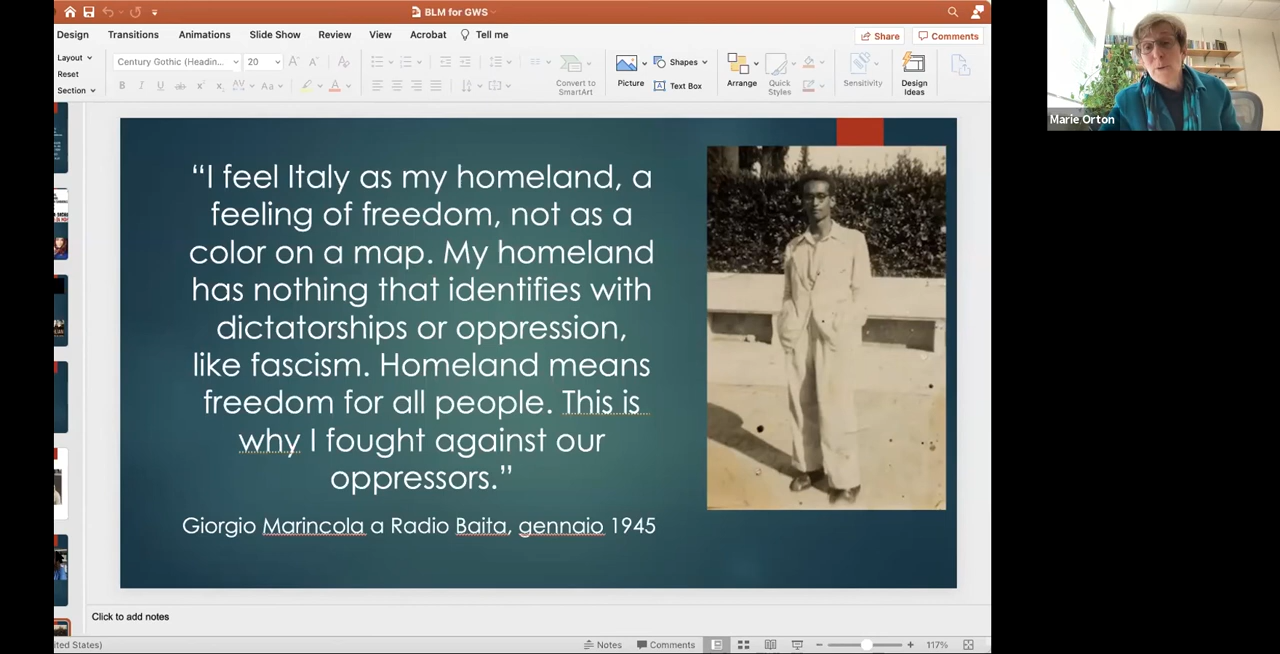 BLM for GWS
Design Transitions Animations Slide Show Review View Acrobat Tell me
Share Comments
Layout
Reset
Section
Century Gothic (Headin... 20
Convert to
SmartArt
Picture
Shapes
Text Box
Arrange
Quick
Styles
Sensitivity
Design
Ideas
Marie Orton
“I feel Italy as my homeland, a
feeling of freedom, not as a
color on a map. My homeland
has nothing that identifies with
dictatorships or oppression,
like fascism. Homeland means
freedom for all people. This is
why I fought against our
oppressors.”
Giorgio Marincola a Radio Baita, gennaio 1945
Click to add notes
ted States) Notes Comments 117%